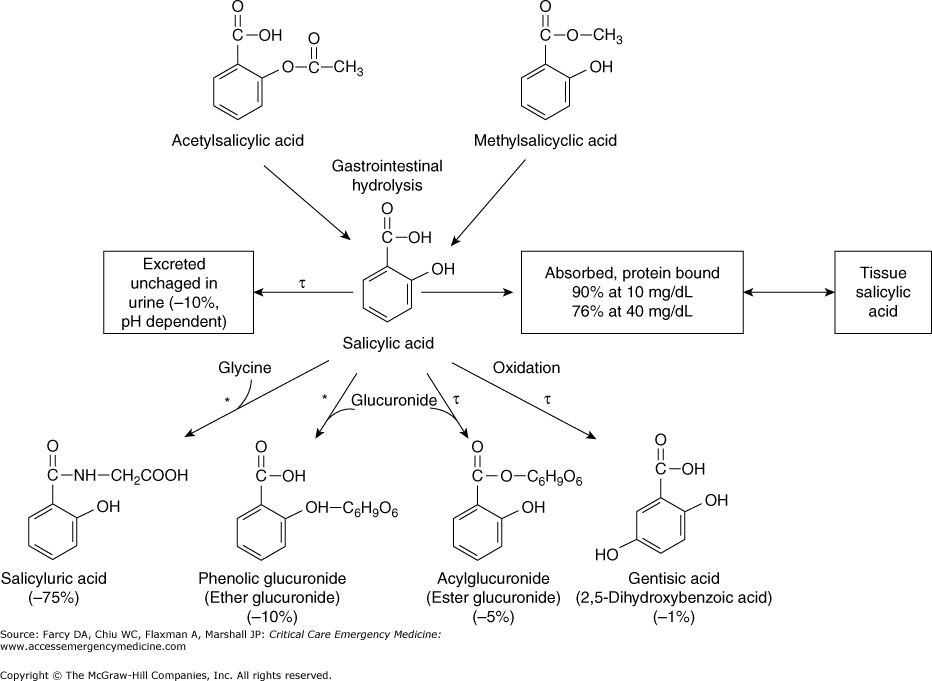 O
C–OH
O
O–C–CH3
Acetylsalicylic acid
O
C–O–CH3
OH
Methylsalicyclic acid
Gastrointestinal
hydrolysis
O
C–OH
OH
Salicylic acid
Excreted
unchaged in
urine (–10%,
pH dependent)
τ
Absorbed, protein bound
90% at 10 mg/dL
76% at 40 mg/dL
Tissue
salicylic
acid
Glycine
*
*
Glucuronide
τ
Oxidation
τ
O
C–NH–CH2COOH
OH
Salicyluric acid
(–75%)
O
C–OH
OH–C6H9O6
Phenolic glucuronide
(Ether glucuronide)
(–10%)
O
C–O–C6H9O6
OH
Acylglucuronide
(Ester glucuronide)
(–5%)
O
C–OH
OH
HO
Gentisic acid
(2,5-Dihydroxybenzoic acid)
(–1%)
Source: Farcy DA, Chiu WC, Flaxman A, Marshall JP: Critical Care Emergency Medicine:
www.accessemergencymedicine.com
Copyright © The McGraw-Hill Companies, Inc. All rights reserved.